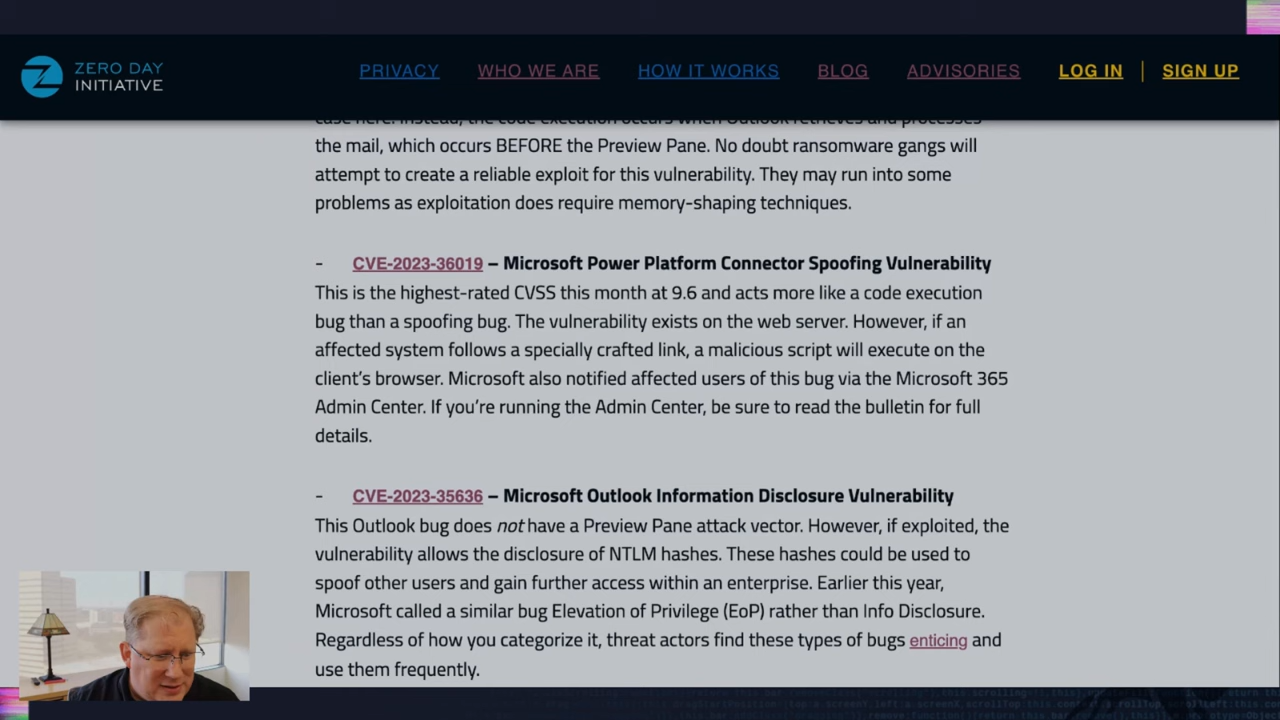 ZERO DAY
INITIATIVE
PRIVACY WHO WE ARE HOW IT WORKS BLOG ADVISORIES LOG IN | SIGN UP
case here. Instead, the code execution occurs when Outlook retrieves and processes
the mail, which occurs BEFORE the Preview Pane. No doubt ransomware gangs will
attempt to create a reliable exploit for this vulnerability. They may run into some
problems as exploitation does require memory-shaping techniques.
- CVE-2023-36019 – Microsoft Power Platform Connector Spoofing Vulnerability
This is the highest-rated CVSS this month at 9.6 and acts more like a code execution
bug than a spoofing bug. The vulnerability exists on the web server. However, if an
affected system follows a specially crafted link, a malicious script will execute on the
client’s browser. Microsoft also notified affected users of this bug via the Microsoft 365
Admin Center. If you’re running the Admin Center, be sure to read the bulletin for full
details.
- CVE-2023-35636 – Microsoft Outlook Information Disclosure Vulnerability
This Outlook bug does not have a Preview Pane attack vector. However, if exploited, the
vulnerability allows the disclosure of NTLM hashes. These hashes could be used to
spoof other users and gain further access within an enterprise. Earlier this year,
Microsoft called a similar bug Elevation of Privilege (EoP) rather than Info Disclosure.
Regardless of how you categorize it, threat actors find these types of bugs enticing and
use them frequently.